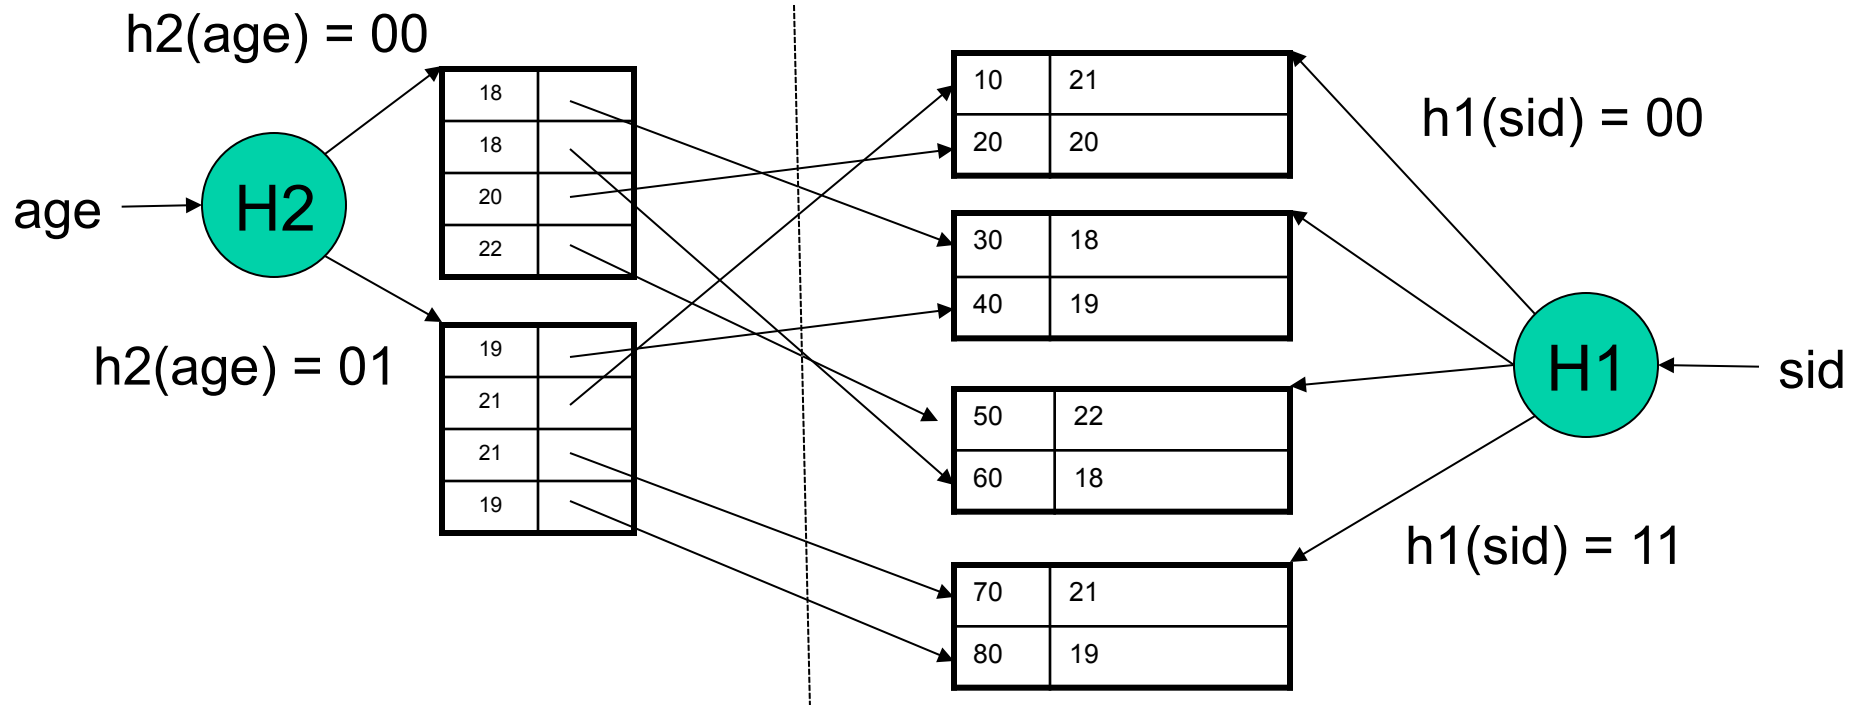 h2(age) = 00
age
H2
h2(age) = 01
18
18
20
22
19
21
21
19
10 21
20 20
30 18
40 19
50 22
60 18
70 21
80 19
h1(sid) = 00
H1
sid
h1(sid) = 11